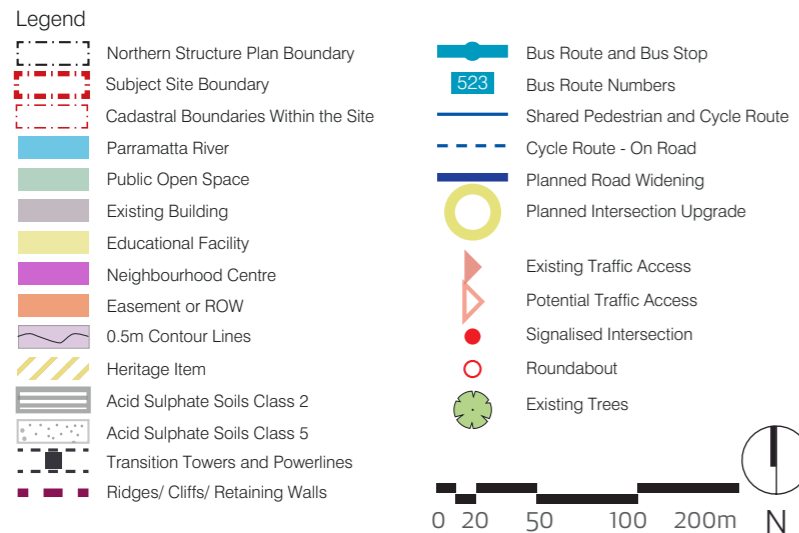 Legend
Northern Structure Plan Boundary
Subject Site Boundary
Cadastral Boundaries Within the Site
Parramatta River
Public Open Space
Existing Building
Educational Facility
Neighbourhood Centre
Easement or ROW
0.5m Contour Lines
Heritage Item
Acid Sulphate Soils Class 2
Acid Sulphate Soils Class 5
Transition Towers and Powerlines
Ridges/ Cliffs/ Retaining Walls
Bus Route and Bus Stop
523 Bus Route Numbers
Shared Pedestrian and Cycle Route
Cycle Route - On Road
Planned Road Widening
Planned Intersection Upgrade
Existing Traffic Access
Potential Traffic Access
Signalised Intersection
Roundabout
Existing Trees
0 20 50 100 200m N